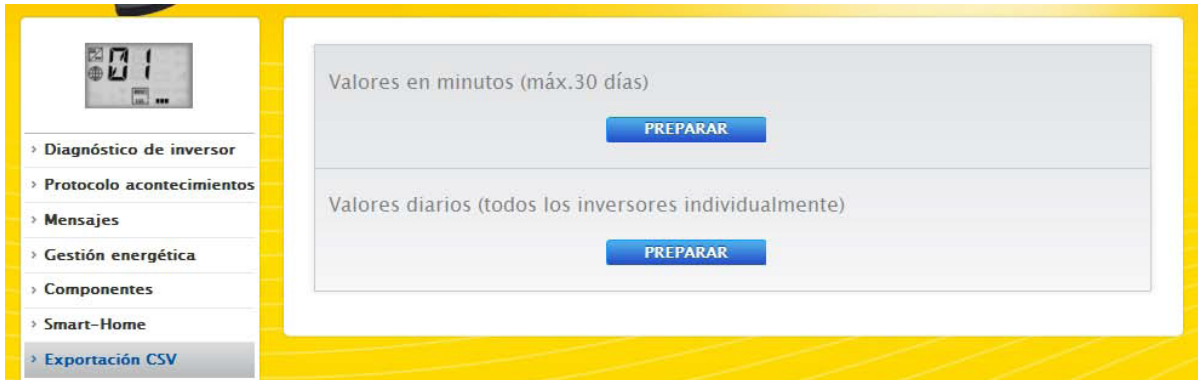 01
Diagnóstico de inversor
Protocolo acontecimientos
Mensajes
Gestión energética
Componentes
Smart-Home
Exportación CSV
Valores en minutos (máx.30 días)
PREPARAR
Valores diarios (todos los inversores individualmente)
PREPARAR